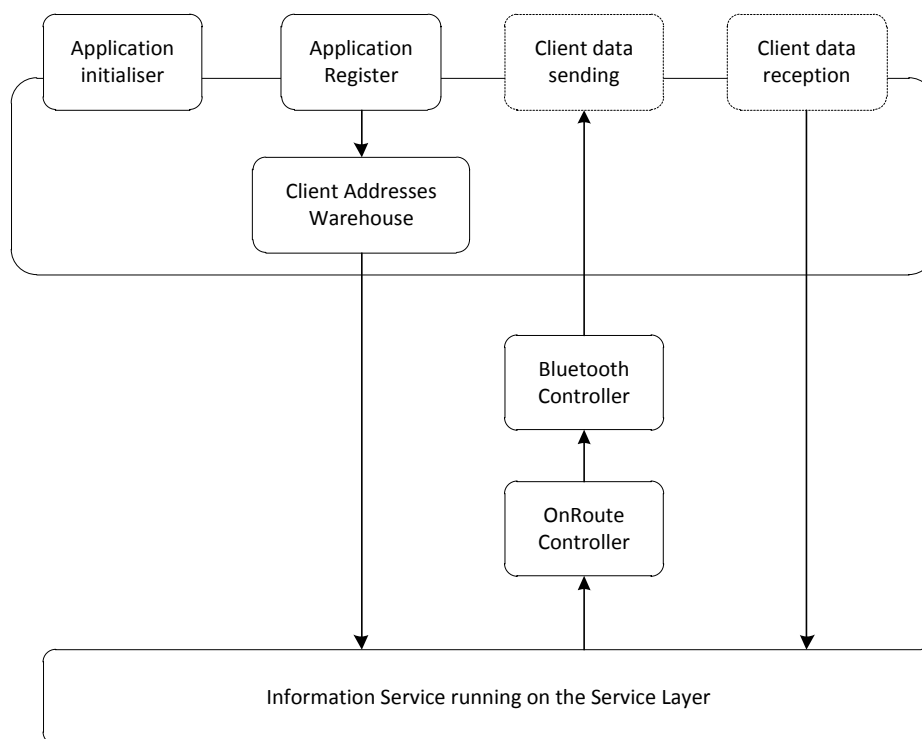 Application
initialiser
Application
Register
Client data
sending
Client data
reception
Client Addresses
Warehouse
Bluetooth
Controller
OnRoute
Controller
Information Service running on the Service Layer